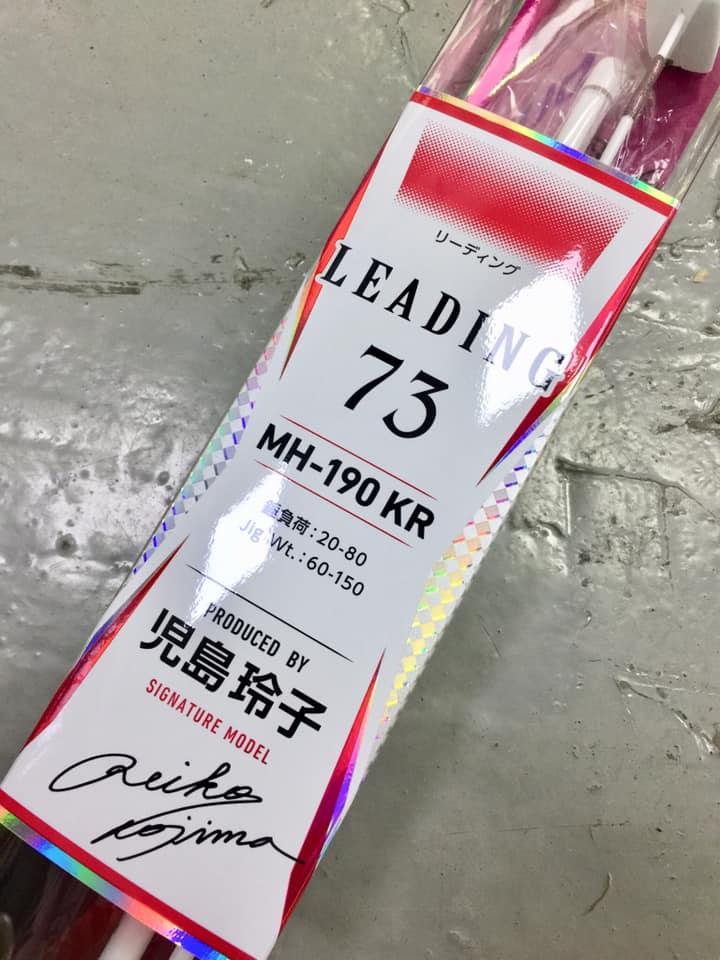 リーディング
LEADING
73
MH-190 KR
負荷 : 20-80
Jig Wt. : 60-150
PRODUCED BY
児島玲子
SIGNATURE MODEL
Reiko
Kojima